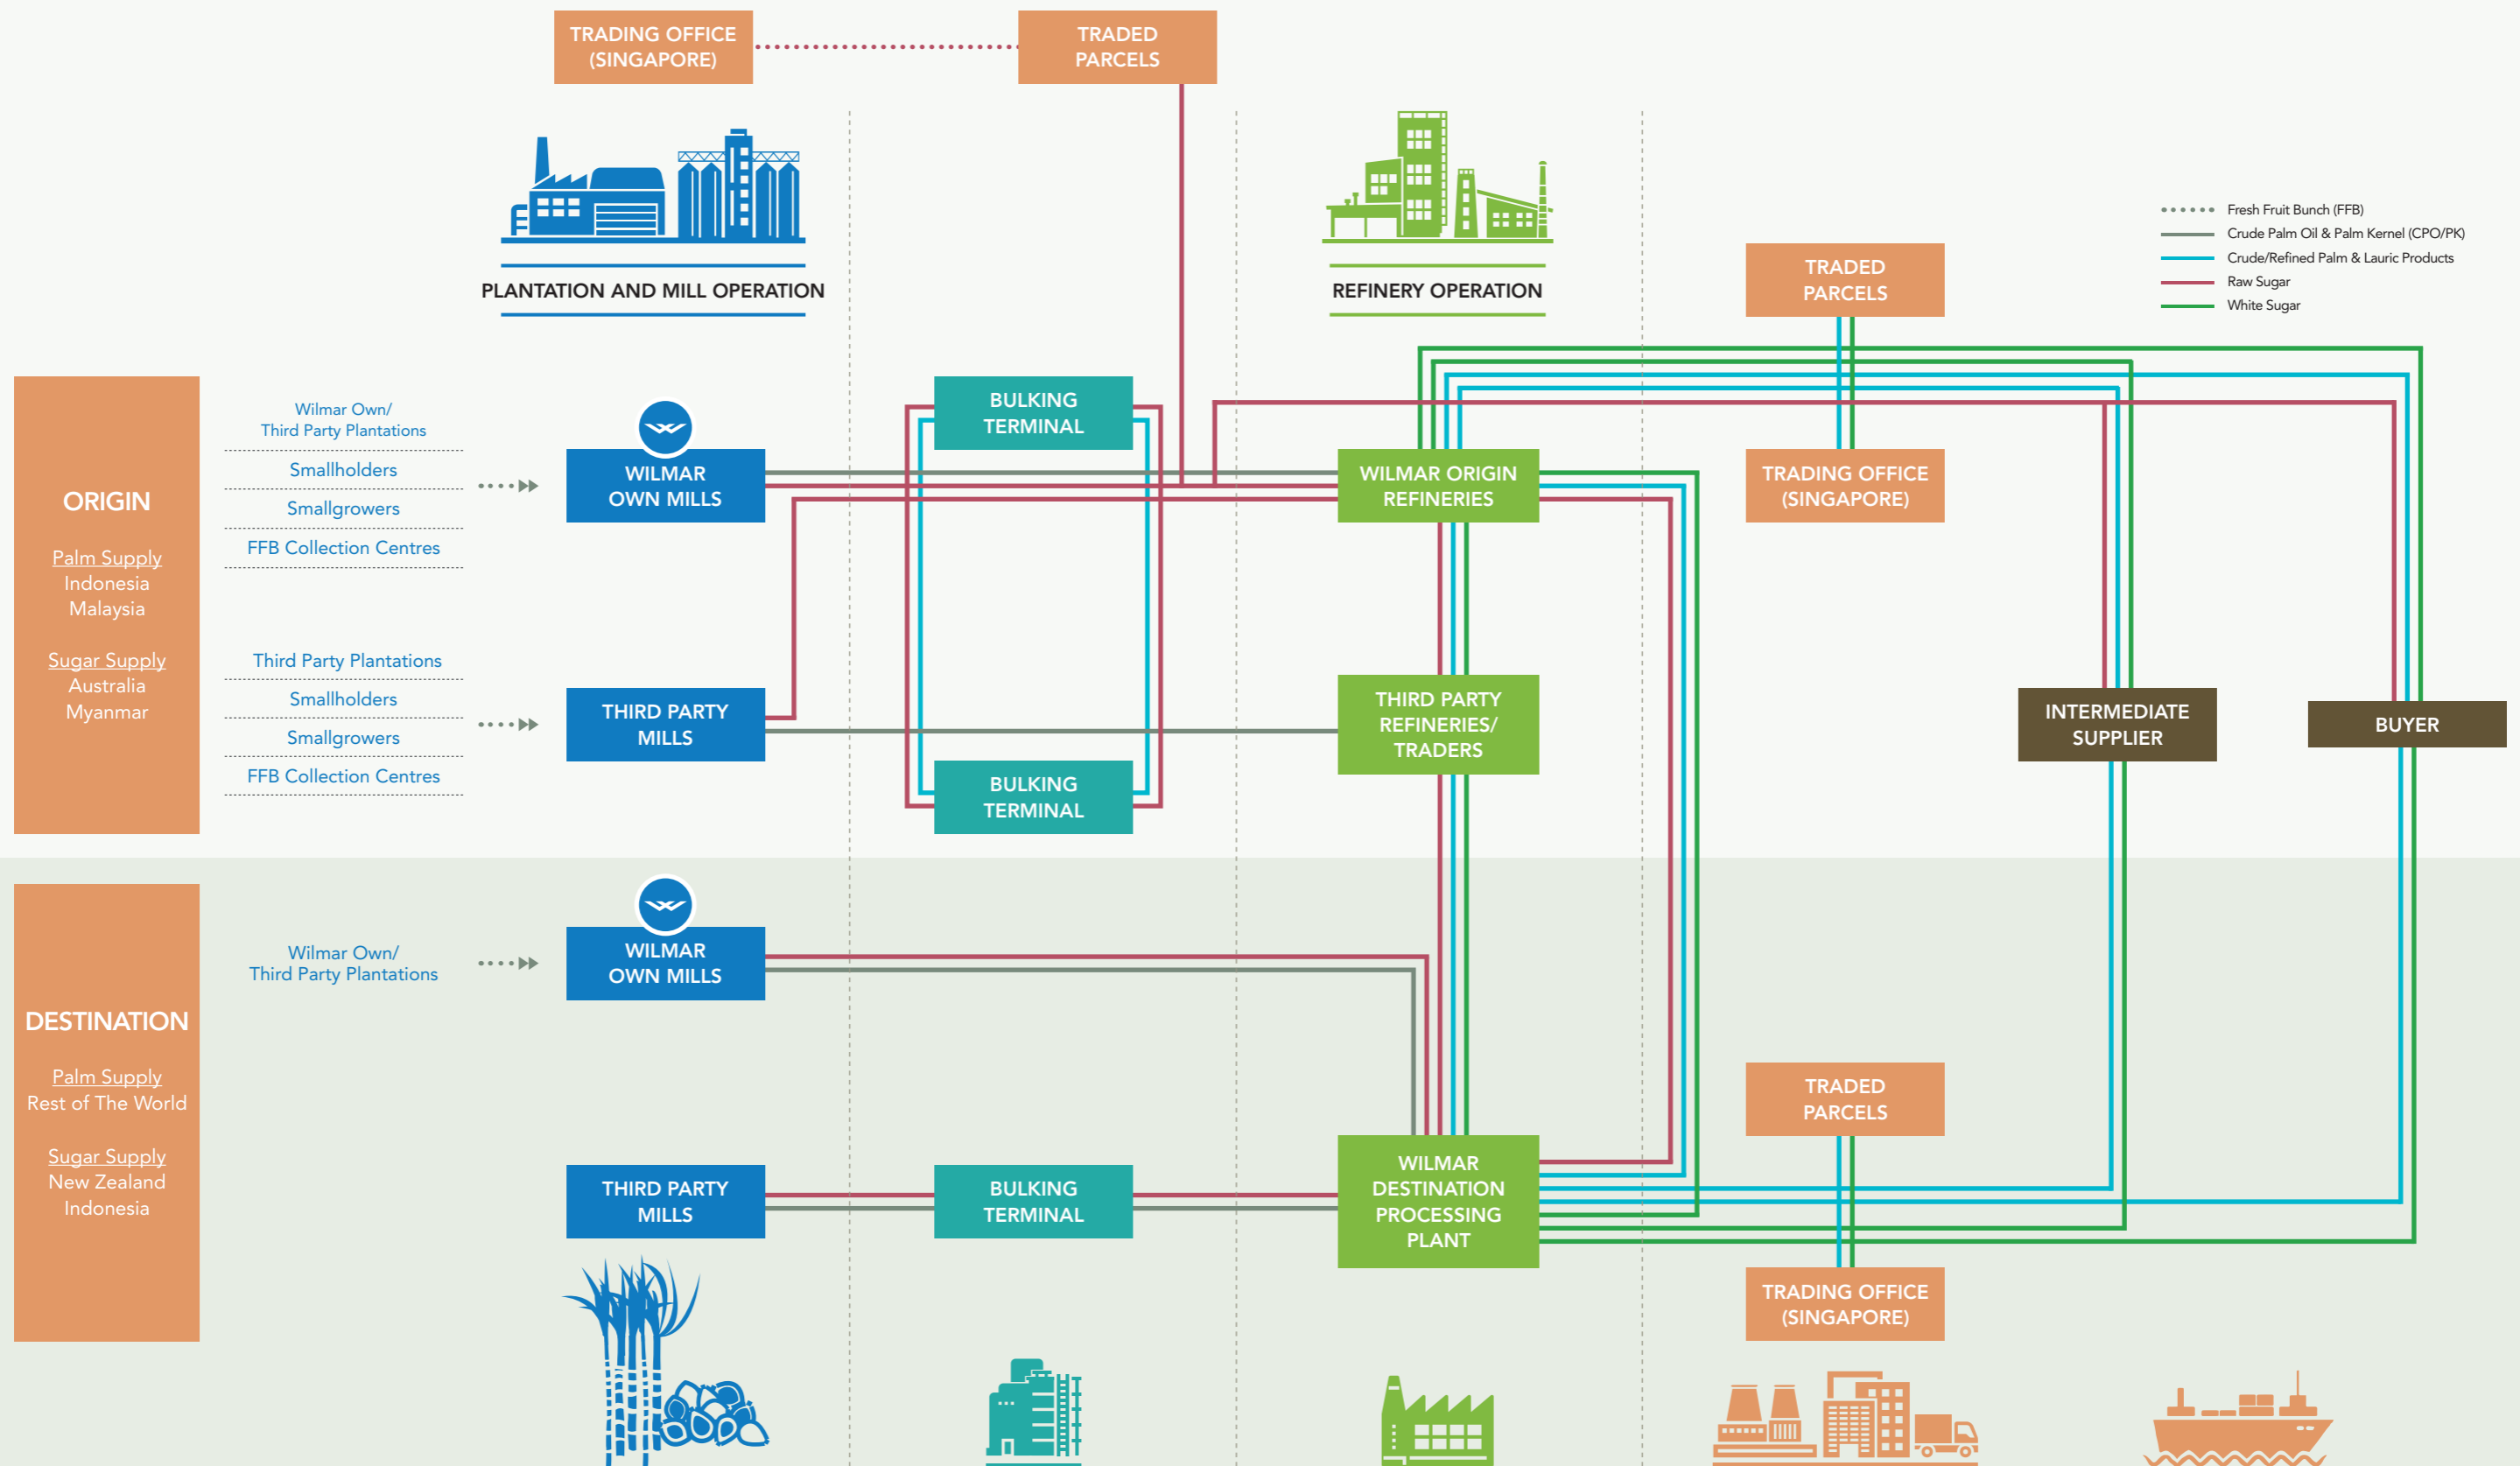 TRADING OFFICE
(SINGAPORE)
TRADED
PARCELS
PLANTATION AND MILL OPERATION
REFINERY OPERATION
Fresh Fruit Bunch (FFB)
Crude Palm Oil & Palm Kernel (CPO/PK)
Crude/Refined Palm & Lauric Products
Raw Sugar
White Sugar
TRADED
PARCELS
ORIGIN
Palm Supply
Indonesia
Malaysia
Sugar Supply
Australia
Myanmar
Wilmar Own/
Third Party Plantations
Smallholders
Smallgrowers
FFB Collection Centres
WILMAR
OWN MILLS
BULKING
TERMINAL
WILMAR ORIGIN
REFINERIES
TRADING OFFICE
(SINGAPORE)
Third Party Plantations
Smallholders
Smallgrowers
FFB Collection Centres
THIRD PARTY
MILLS
BULKING
TERMINAL
THIRD PARTY
REFINERIES/
TRADERS
INTERMEDIATE
SUPPLIER
BUYER
DESTINATION
Palm Supply
Rest of The World
Sugar Supply
New Zealand
Indonesia
Wilmar Own/
Third Party Plantations
WILMAR
OWN MILLS
THIRD PARTY
MILLS
BULKING
TERMINAL
WILMAR
DESTINATION
PROCESSING
PLANT
TRADED
PARCELS
TRADING OFFICE
(SINGAPORE)